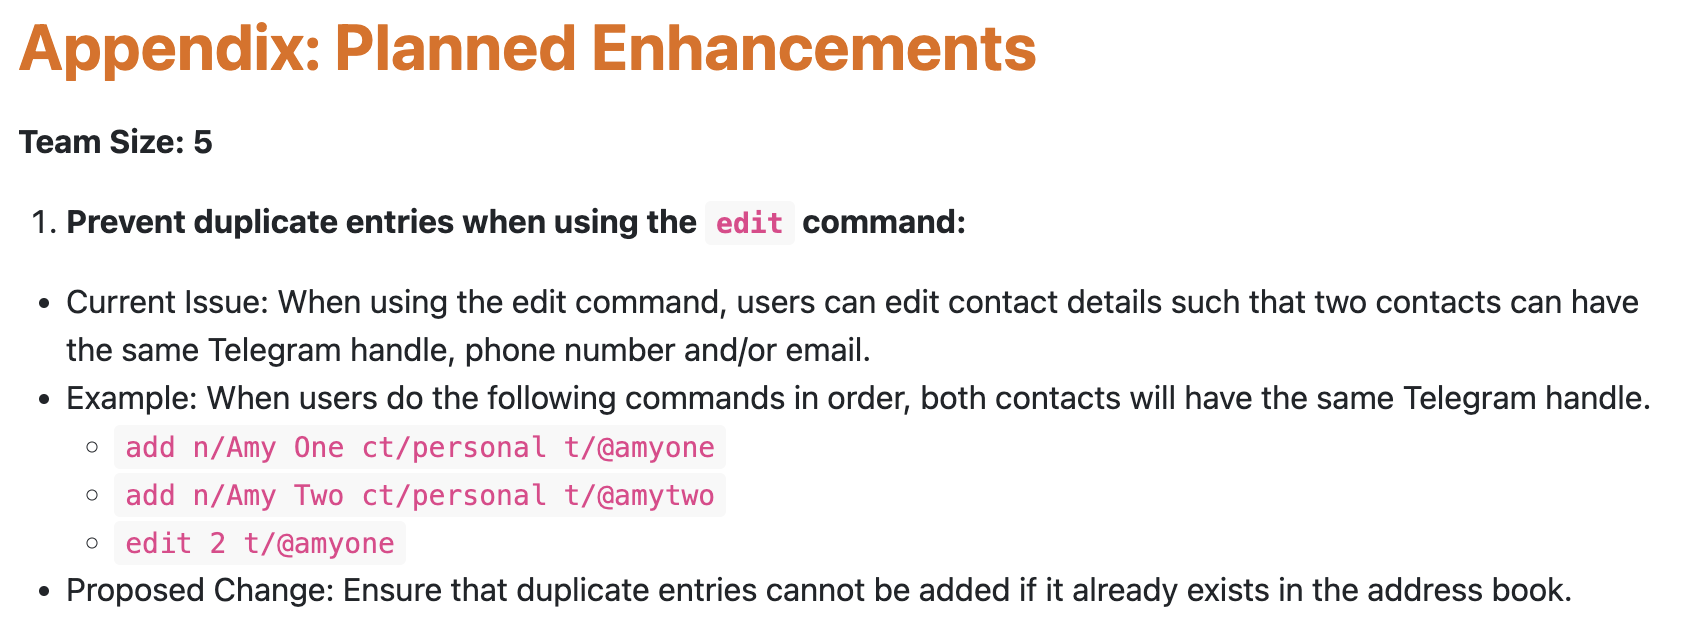 Appendix: Planned Enhancements
Team Size: 5
1. Prevent duplicate entries when using the edit command:
• Current Issue: When using the edit command, users can edit contact details such that two contacts can have
the same Telegram handle, phone number and/or email.
• Example: When users do the following commands in order, both contacts will have the same Telegram handle.
◦ add n/Amy One ct/personal t/@amyone
◦ add n/Amy Two ct/personal t/@amytwo
◦ edit 2 t/@amyone
• Proposed Change: Ensure that duplicate entries cannot be added if it already exists in the address book.